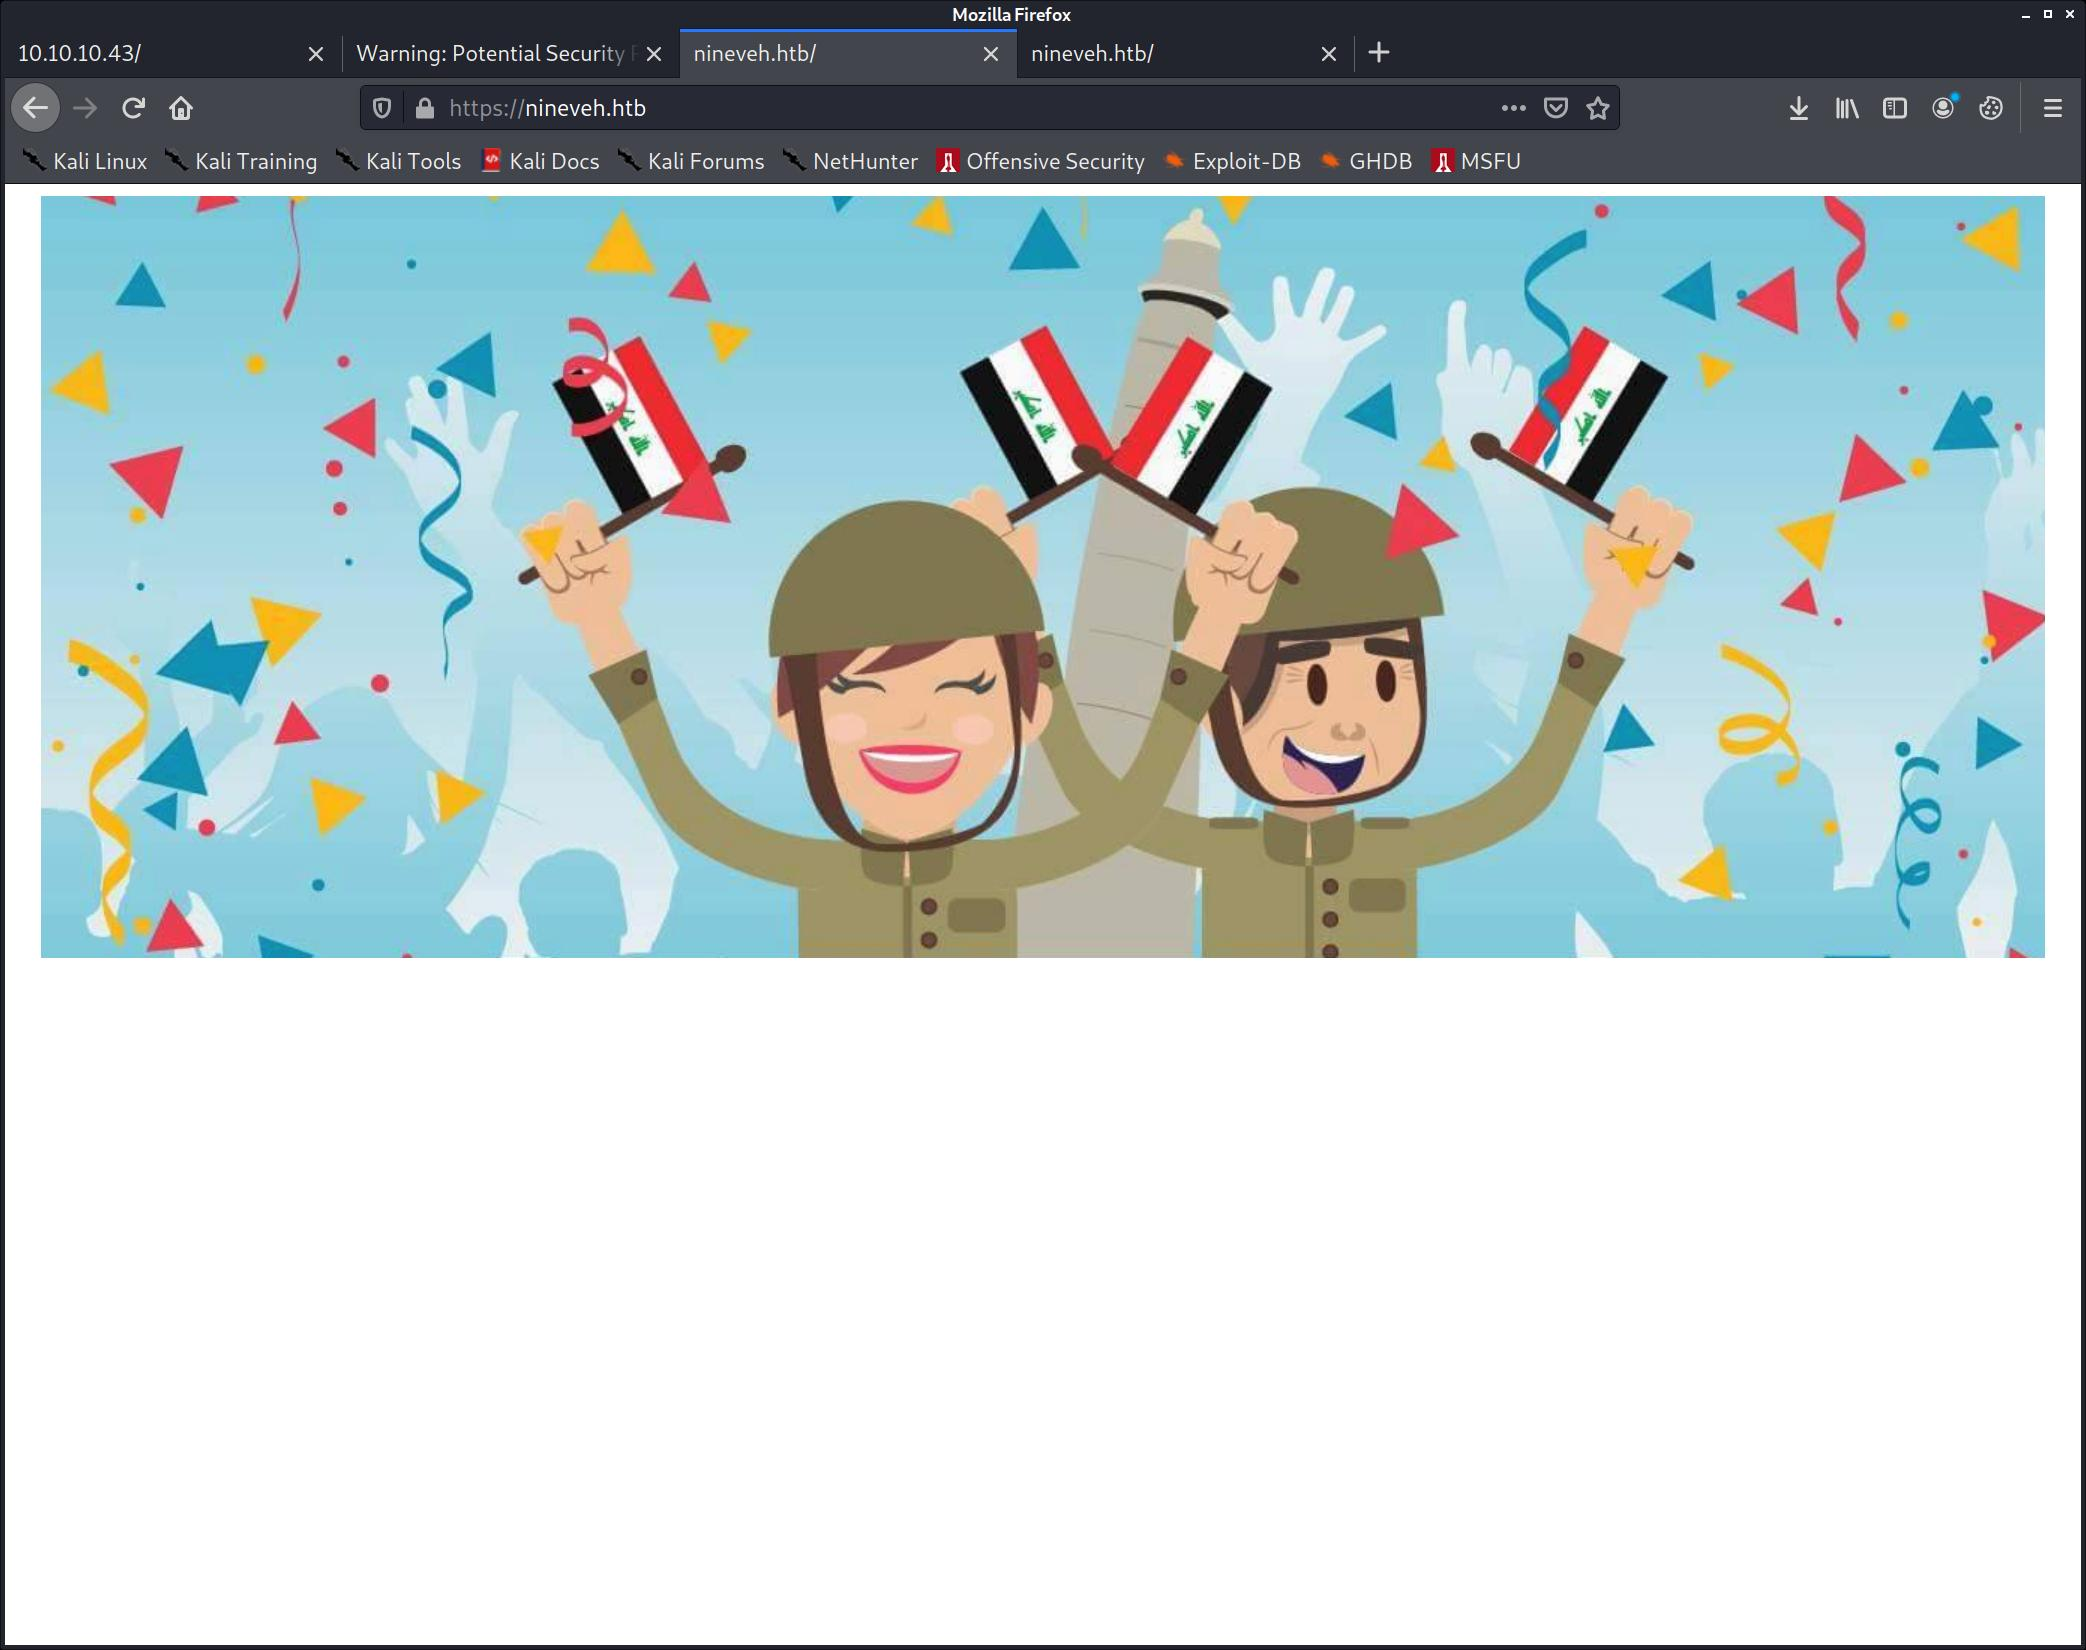 Mozilla Firefox
10.10.10.43/
Warning: Potential Security
nineveh.htb/
nineveh.htb/
https://nineveh.htb
Kali Linux
Kali Training
Kali Tools
Kali Docs
Kali Forums
NetHunter
Offensive Security
Exploit-DB
GHDB
MSFU